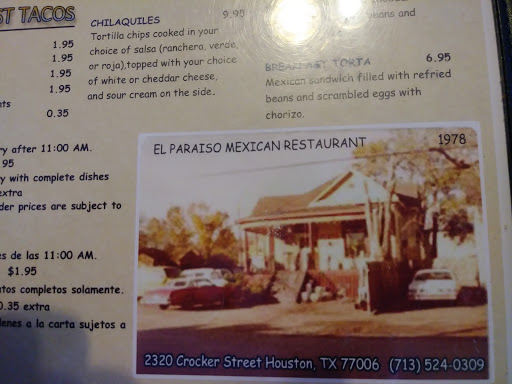 ST TACOS
1.95
1.95
1.95
1.95
0.35
ry after 11:00 AM.
95
y with complete dishes
extra
der prices are subject to
es de las 11:00 AM.
$1.95
atos completos solamente.
0.35 extra
denes a la carta sujetos a
CHILAQUILES 9.95
Tortilla chips cooked in your
choice of salsa (ranchera, verde,
or roja),topped with your choice
of white or cheddar cheese,
and sour cream on the side.
and
BREAKFAST TORTA 6.95
Mexican sandwich filled with refried
beans and scrambled eggs with
chorizo.
EL PARAISO MEXICAN RESTAURANT 1978
2320 Crocker Street Houston, TX 77006 (713) 524-0309